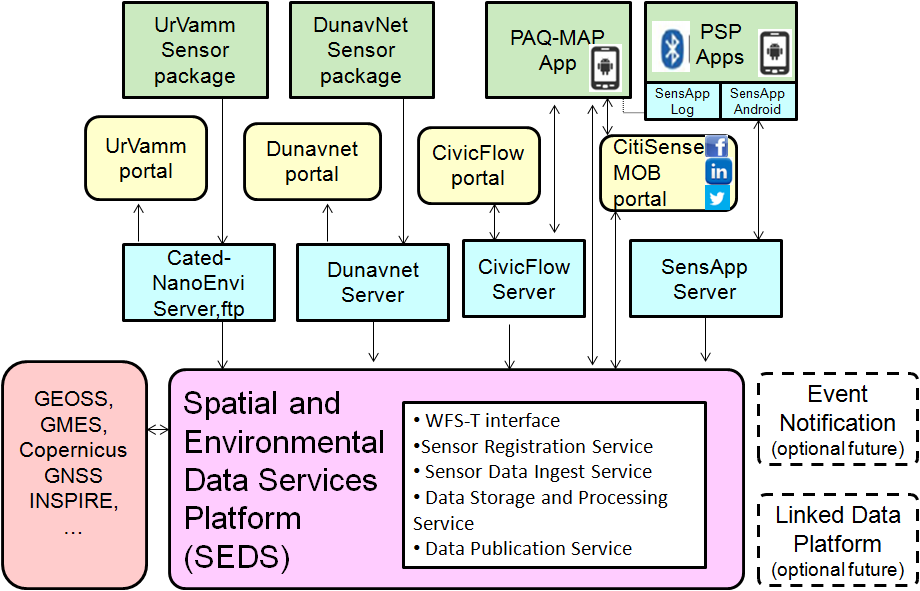 UrVamm
Sensor
package
DunavNet
Sensor
package
PAQ-MAP
App
PSP
Apps
SensApp
Log
SensApp
Android
UrVamm
portal
Dunavnet
portal
CivicFlow
portal
CitiSense
MOB
portal
f
in
Cated-
NanoEnvi
Server,ftp
Dunavnet
Server
CivicFlow
Server
SensApp
Server
GEOSS,
GMES,
Copernicus
GNSS
INSPIRE,
...
Spatial and
Environmental
Data Services
Platform
(SEDS)
• WFS-T interface
•Sensor Registration Service
• Sensor Data Ingest Service
• Data Storage and Processing
Service
• Data Publication Service
Event
Notification
(optional future)
Linked Data
Platform
(optional future)